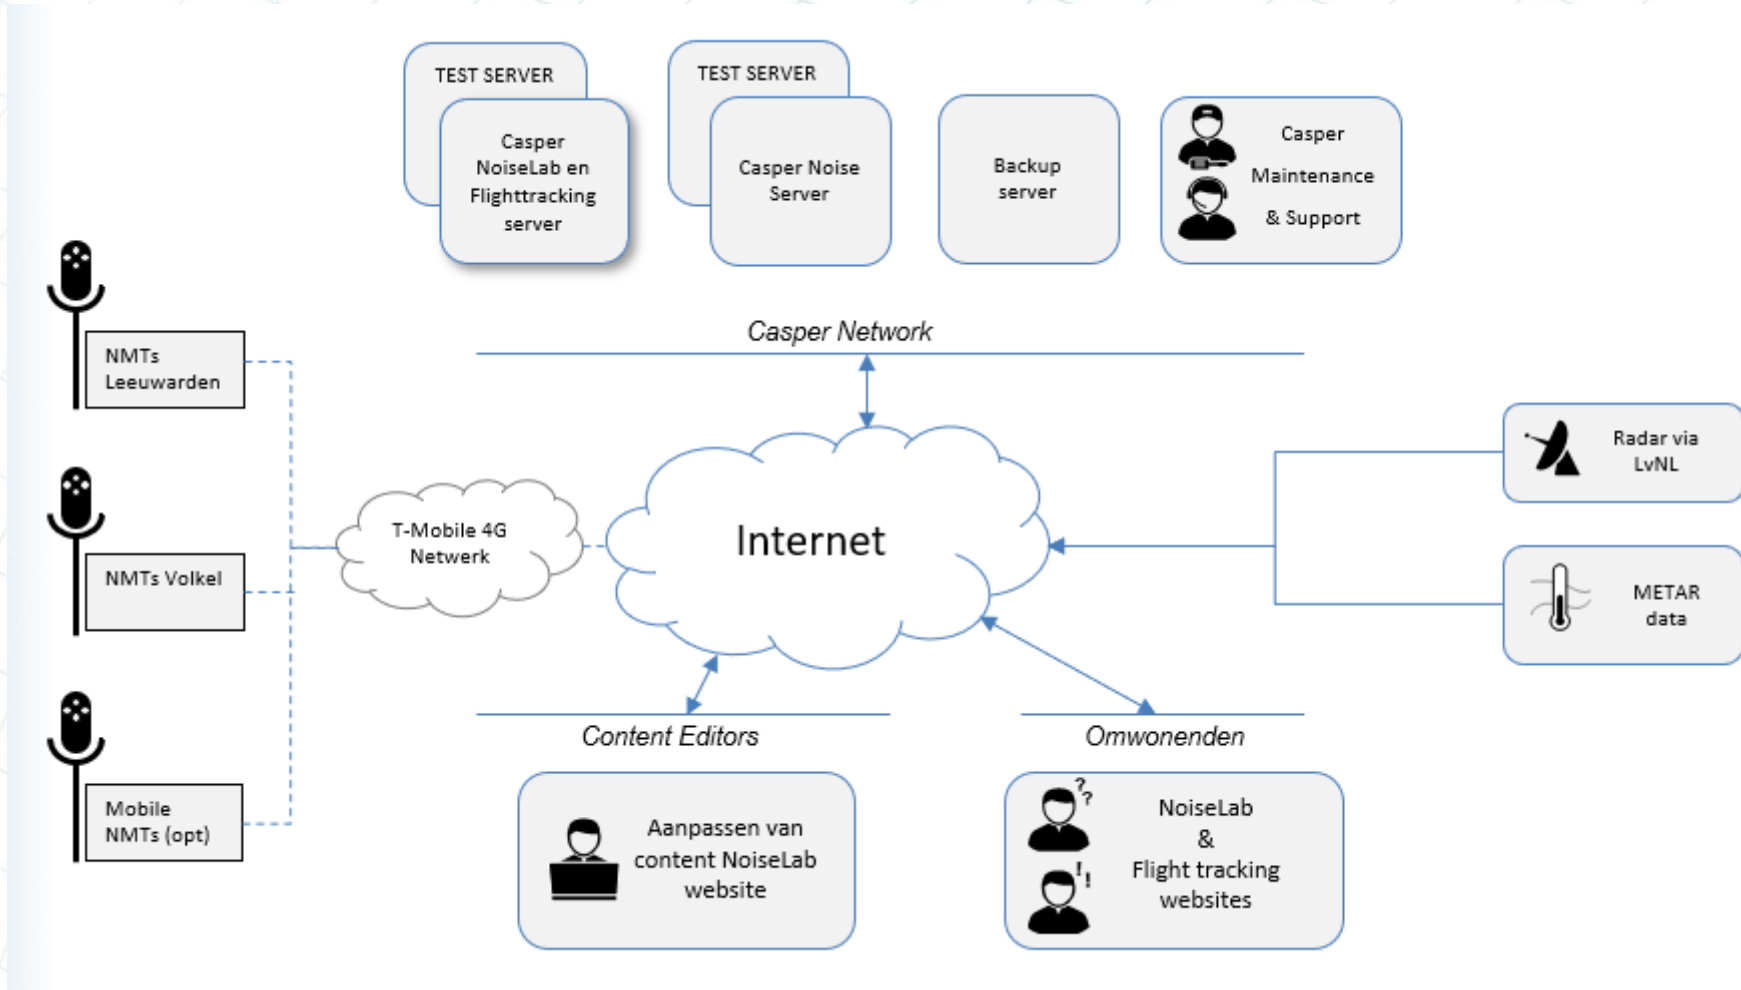 TEST SERVER
Casper
NoiseLab en
Flighttracking
server
TEST SERVER
Casper Noise
Server
Backup
server
Casper
Maintenance
& Support
Casper Network
NMTs
Leeuwarden
NMTs Volkel
Mobile
NMTs (opt)
T-Mobile 4G
Netwerk
Internet
Radar via
LvNL
METAR
data
Content Editors
Aanpassen van
content NoiseLab
website
Omwonenden
??
!!
NoiseLab
&
Flight tracking
websites